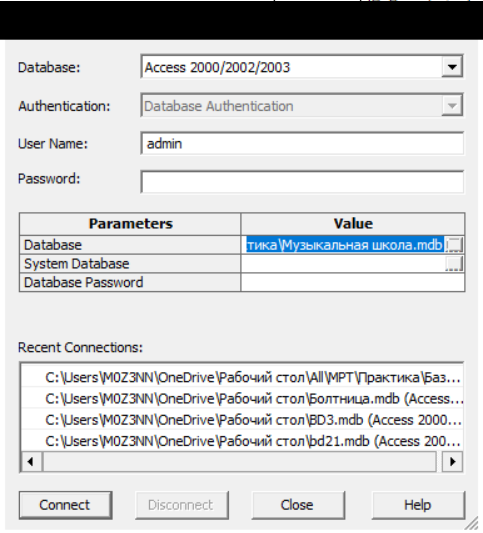 Database: Access 2000/2002/2003
Authentication: Database Authentication
User Name: admin
Password:
Parameters Value
Database тика\Музыкальная школа.mdb ...
System Database ...
Database Password
Recent Connections:
C:\Users\M0Z3NN\OneDrive\Рабочий стол\All\МРТ\Практика\Баз...
C:\Users\M0Z3NN\OneDrive\Рабочий стол\Болтница.mdb (Access...
C:\Users\M0Z3NN\OneDrive\Рабочий стол\BD3.mdb (Access 2000...
C:\Users\M0Z3NN\OneDrive\Рабочий стол\bd21.mdb (Access 200...
Connect Disconnect Close Help